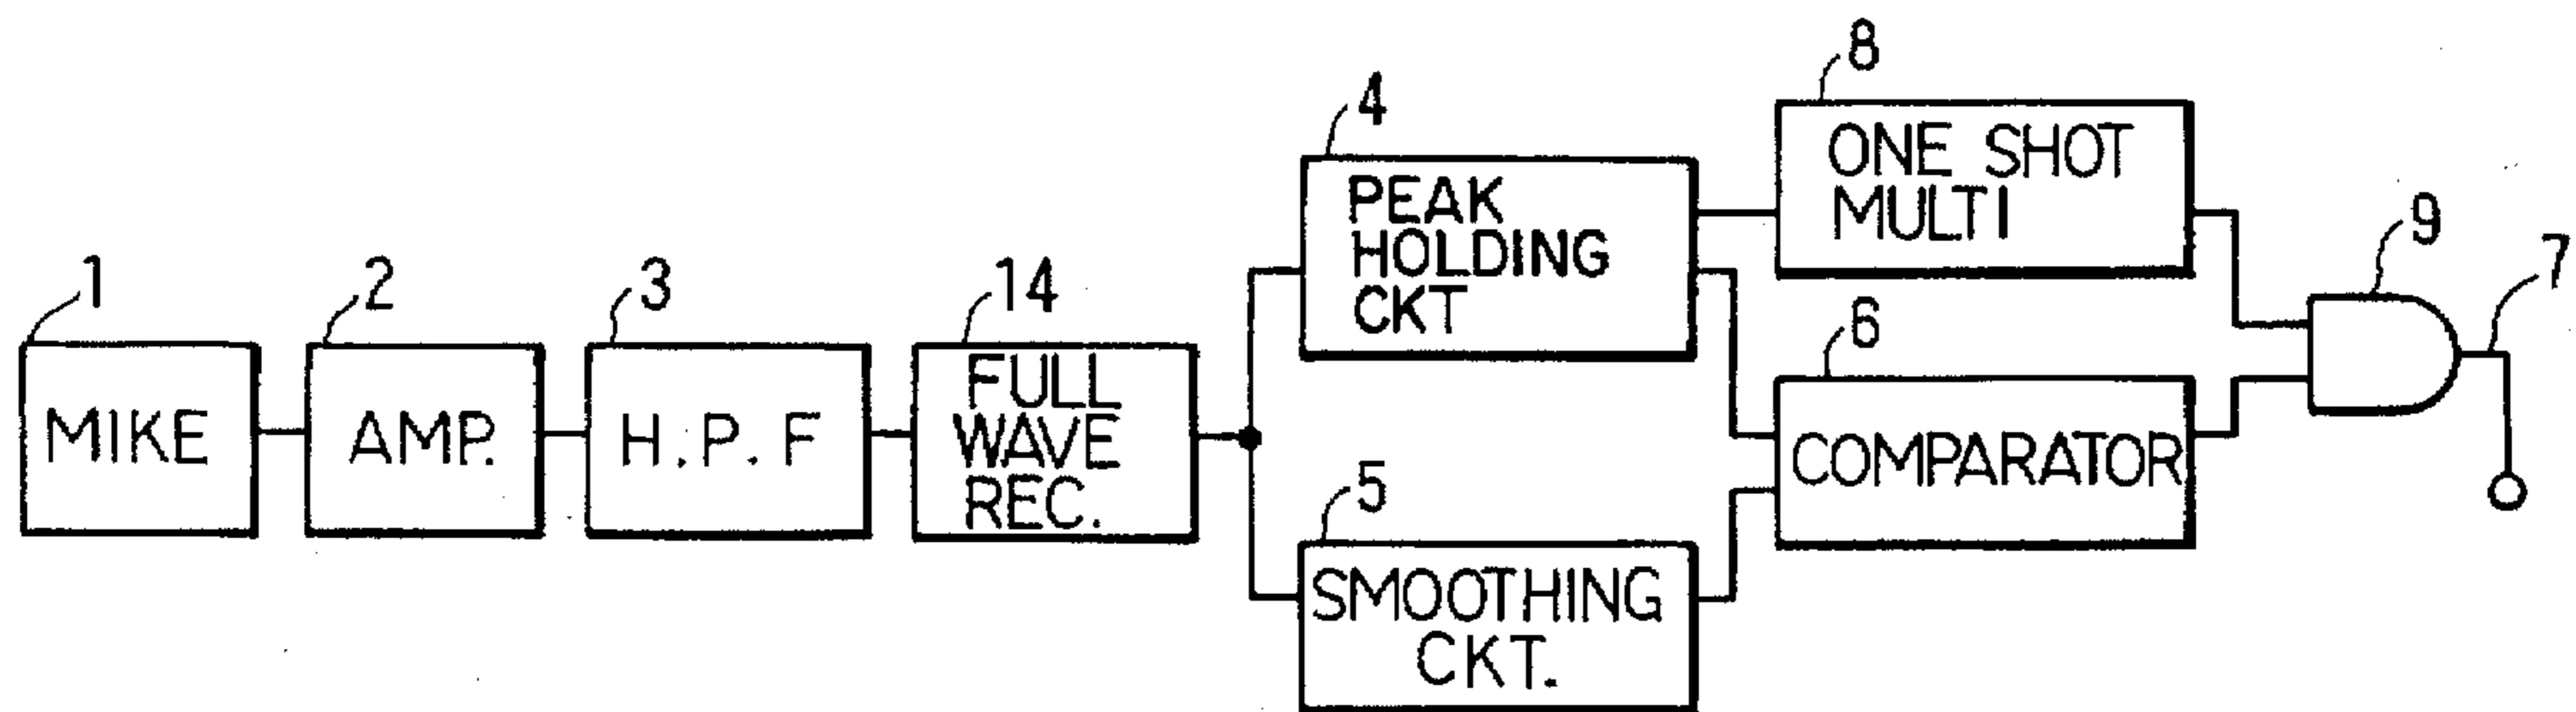 1
MIKE
2
AMP.
3
H.P.F
14
FULL
WAVE
REC.
4
PEAK
HOLDING
CKT
5
SMOOTHING
CKT.
8
ONE SHOT
MULTI
6
COMPARATOR
9
7